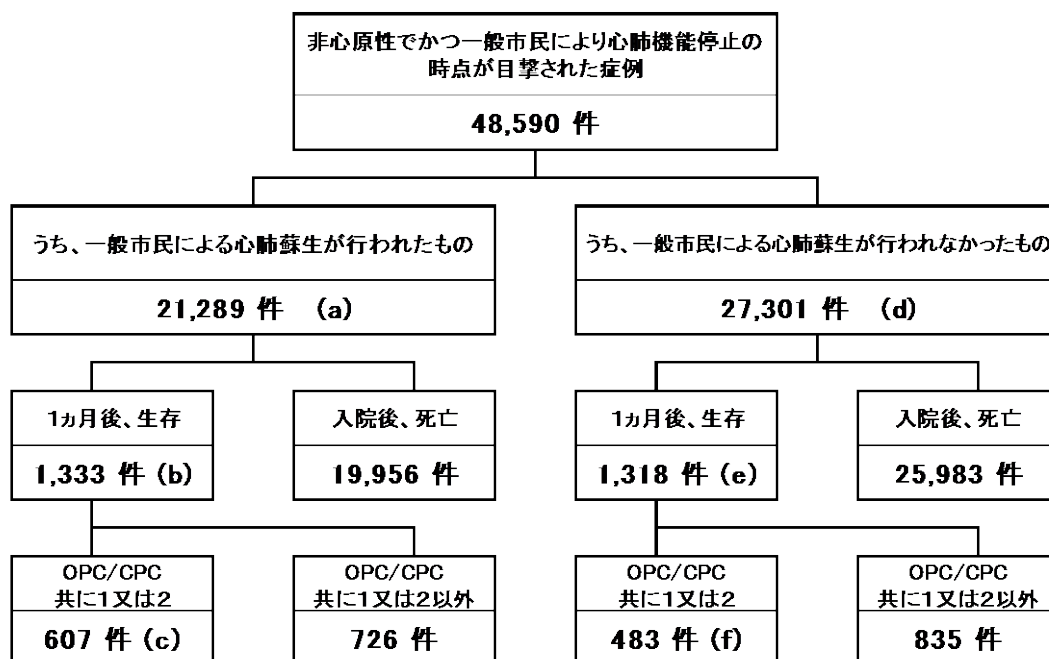 非心原性でかつ一般市民により心肺機能停止の
時点が目撃された症例
48,590 件
うち、一般市民による心肺蘇生が行われたもの
うち、一般市民による心肺蘇生が行われなかったもの
21,289 件 (a)
27,301 件 (d)
1ヵ月後、生存
入院後、死亡
1ヵ月後、生存
入院後、死亡
1,333 件 (b)
19,956 件
1,318 件 (e)
25,983 件
OPC/CPC
共に1又は2
OPC/CPC
共に1又は2以外
OPC/CPC
共に1又は2
OPC/CPC
共に1又は2以外
607 件 (c)
726 件
483 件 (f)
835 件